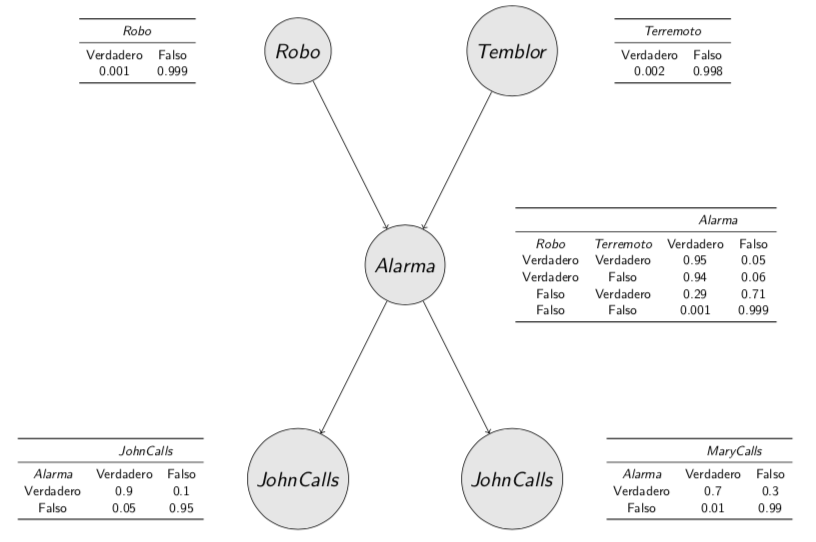 Robo
Verdadero Falso
0.001 0.999
Robo
Temblor
Terremoto
Verdadero Falso
0.002 0.998
Alarma
Alarma
Robo Terremoto Verdadero Falso
Verdadero Verdadero 0.95 0.05
Verdadero Falso 0.94 0.06
Falso Verdadero 0.29 0.71
Falso Falso 0.001 0.999
JohnCalls
Alarma Verdadero Falso
Verdadero 0.9 0.1
Falso 0.05 0.95
JohnCalls
JohnCalls
MaryCalls
Alarma Verdadero Falso
Verdadero 0.7 0.3
Falso 0.01 0.99